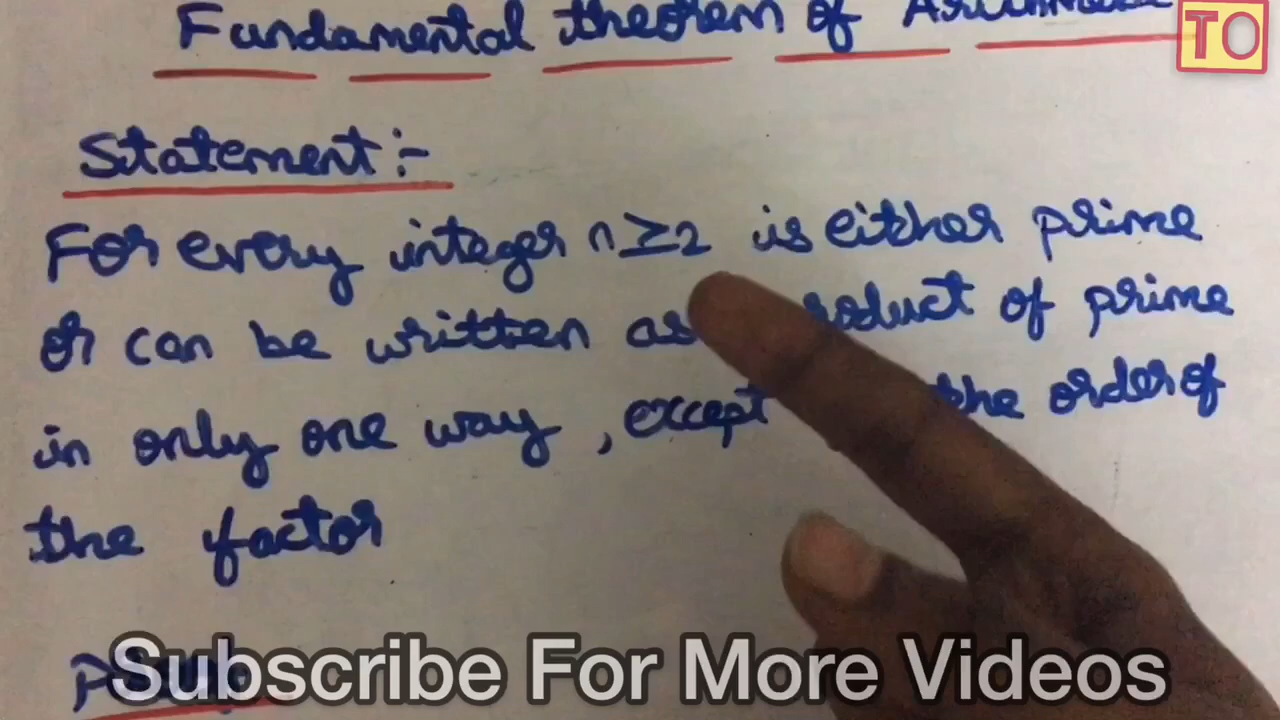 Fundamental theorem of
TO
Statement :-
For every integer n ≥ 2 is either prime
or can be written as product of prime
in only one way , except the order of
the factor
Subscribe For More Videos